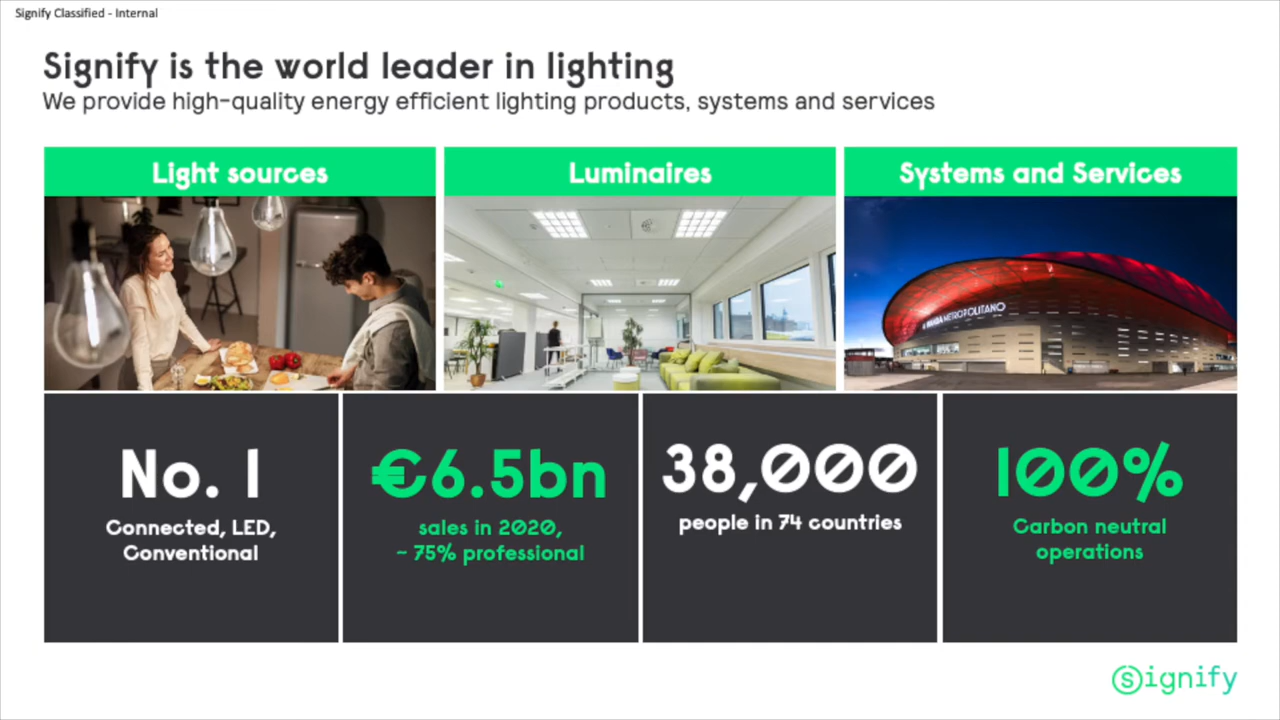 Signify Classified - Internal
Signify is the world leader in lighting
We provide high-quality energy efficient lighting products, systems and services
Light sources
Luminaires
Systems and Services
WANDA METROPOLITANO
No. 1
Connected, LED,
Conventional
€6.5bn
sales in 2020,
~ 75% professional
38,000
people in 74 countries
100%
Carbon neutral
operations
Signify